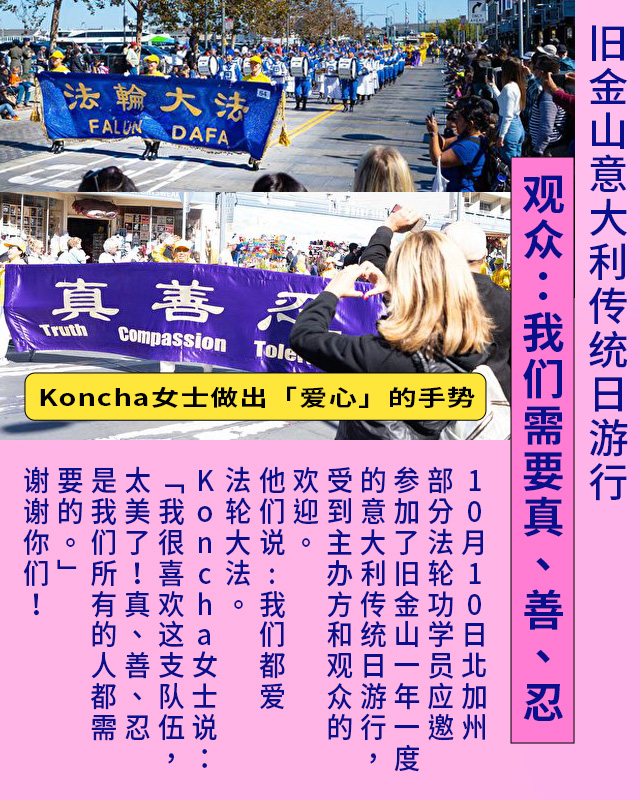 旧金山意大利传统日游行
观众：我们需要真、善、忍
法輪大法
FALUN DAFA
真 善 忍
Truth Compassion
Koncha女士做出「爱心」的手势
10月10日北加州
部分法轮功学员应邀
参加了旧金山一年一度
的意大利传统日游行，
受到主办方和观众的
欢迎。
他们说：我们都爱
法轮大法。
Koncha女士说：
「我很喜欢这支队伍，
太美了！真、善、忍
是我们所有的人都需
要的。」
谢谢你们！